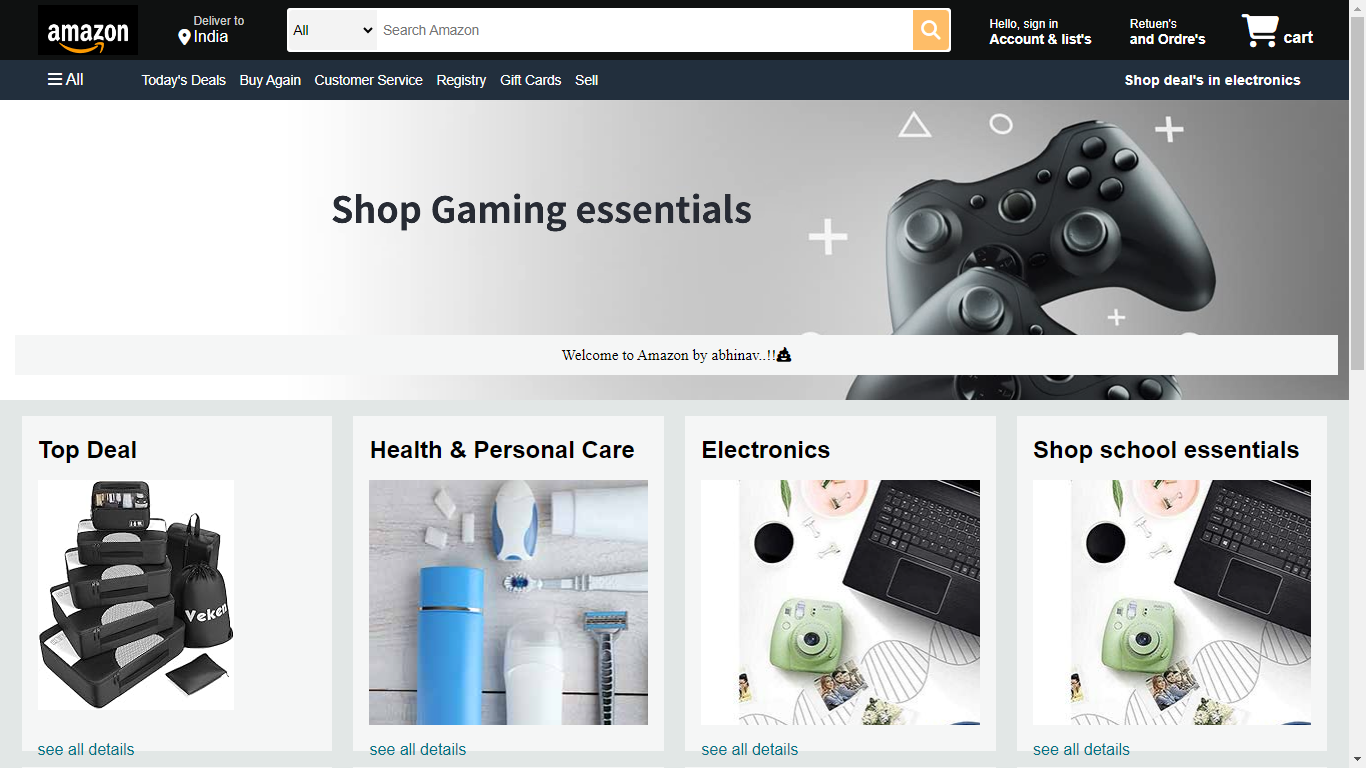 amazon
Deliver to
India
All
Search Amazon
Hello, sign in
Account & list's
Retuen's
and Ordre's
cart
All
Today's Deals
Buy Again
Customer Service
Registry
Gift Cards
Sell
Shop deal's in electronics
Shop Gaming essentials
Welcome to Amazon by abhinav..!!
Top Deal
Health & Personal Care
Electronics
Shop school essentials
Veken
see all details
see all details
see all details
see all details